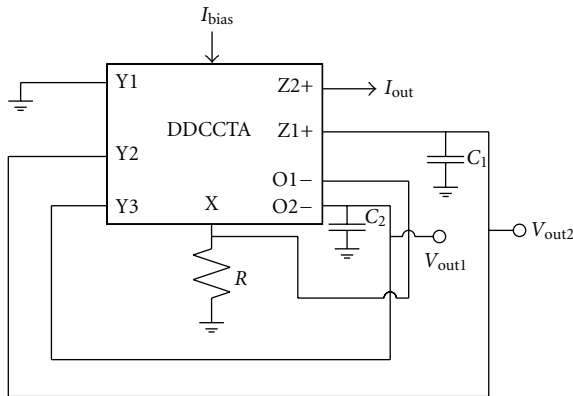 I_bias
Y1
Z2+
I_out
DDCCTA
Z1+
Y2
C_1
O1−
Y3
X
O2−
C_2
V_out2
V_out1
R